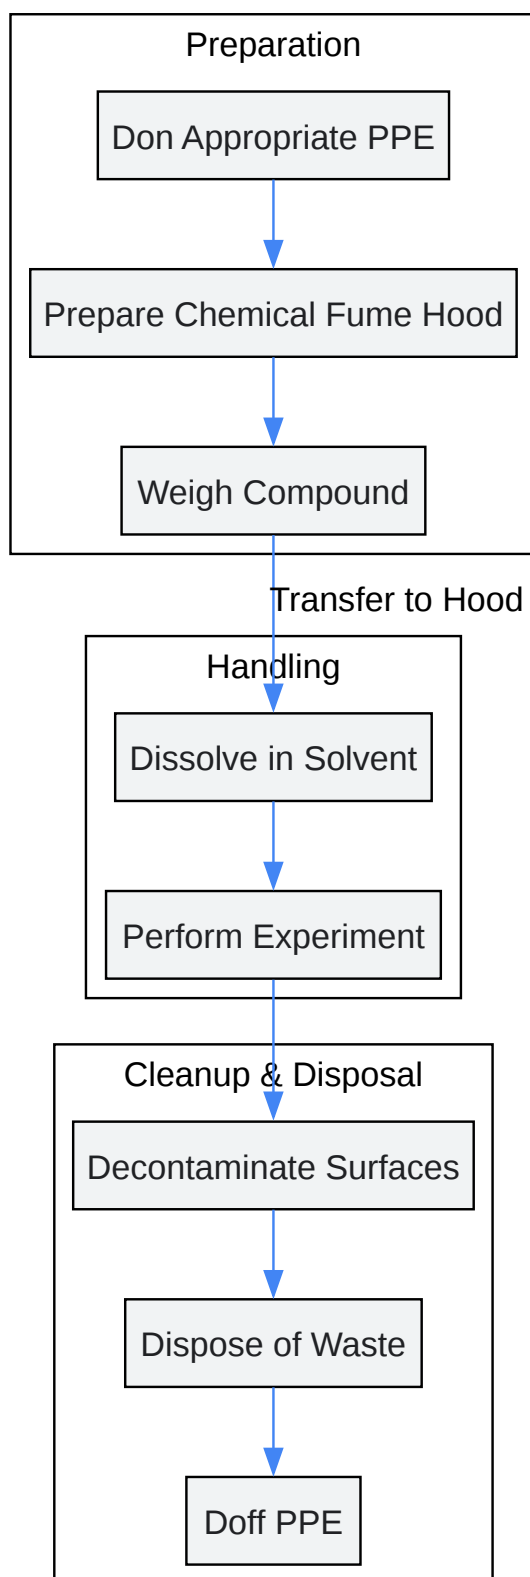 Preparation
Don Appropriate PPE
Prepare Chemical Fume Hood
Weigh Compound
Transfer to Hood
Handling
Dissolve in Solvent
Perform Experiment
Cleanup & Disposal
Decontaminate Surfaces
Dispose of Waste
Doff PPE